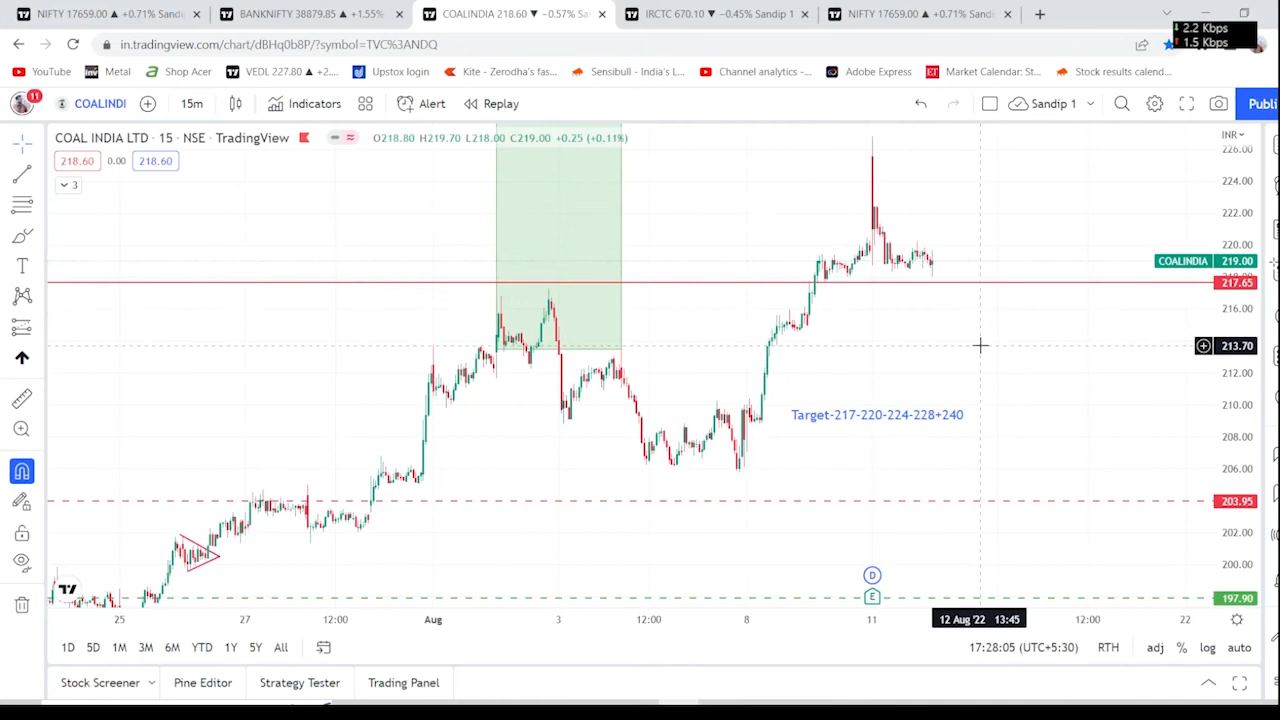 NIFTY 17659.00 ▲ +0.71% Sandi
BANKNIFTY 38879.85 ▲ +1.55%
COALINDIA 218.60 ▼ −0.57% Sa
IRCTC 670.10 ▼ −0.45% Sandip 1
NIFTY 17659.00 ▲ +0.71% Sandi
2.2 Kbps
1.5 Kbps
in.tradingview.com/chart/dBHq0b8P/?symbol=TVC%3ANDQ
YouTube
Metal
Shop Acer
VEDL 227.80 ▲ +2....
Upstox login
Kite - Zerodha's fas...
Sensibull - India's L...
Channel analytics -...
Adobe Express
Market Calendar: St...
Stock results calend...
11
COALINDI
15m
Indicators
Alert
Replay
Sandip 1
Publi
COAL INDIA LTD · 15 · NSE · TradingView
O218.80 H219.70 L218.00 C219.00 +0.25 (+0.11%)
INR
218.60 0.00 218.60
3
226.00
224.00
222.00
220.00
COALINDIA 219.00
217.65
216.00
213.70
212.00
210.00
Target-217-220-224-228+240
208.00
206.00
203.95
202.00
200.00
D
E
197.90
25 27 12:00 Aug 3 12:00 8 11 12 Aug '22 13:45 12:00 22
1D 5D 1M 3M 6M YTD 1Y 5Y All
17:28:05 (UTC+5:30) RTH adj % log auto
Stock Screener Pine Editor Strategy Tester Trading Panel